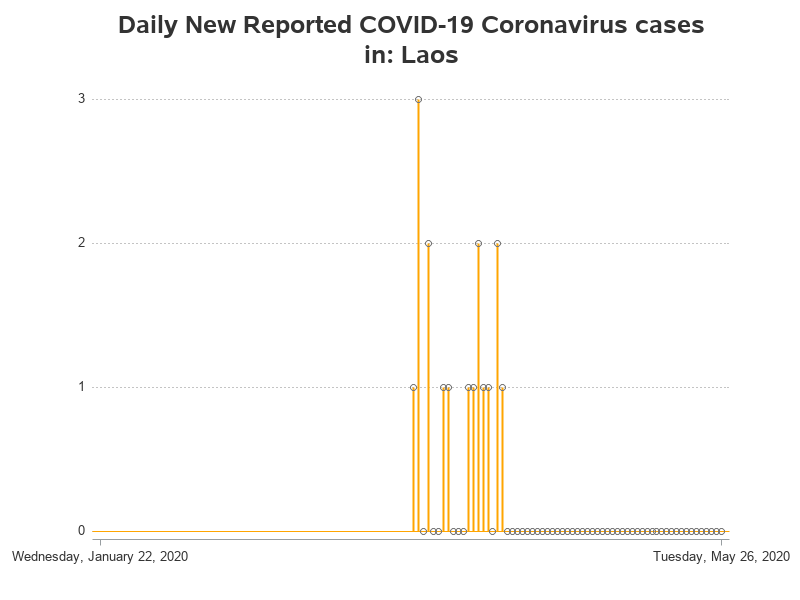 Daily New Reported COVID-19 Coronavirus cases
in: Laos
3
2
1
0
Wednesday, January 22, 2020
Tuesday, May 26, 2020